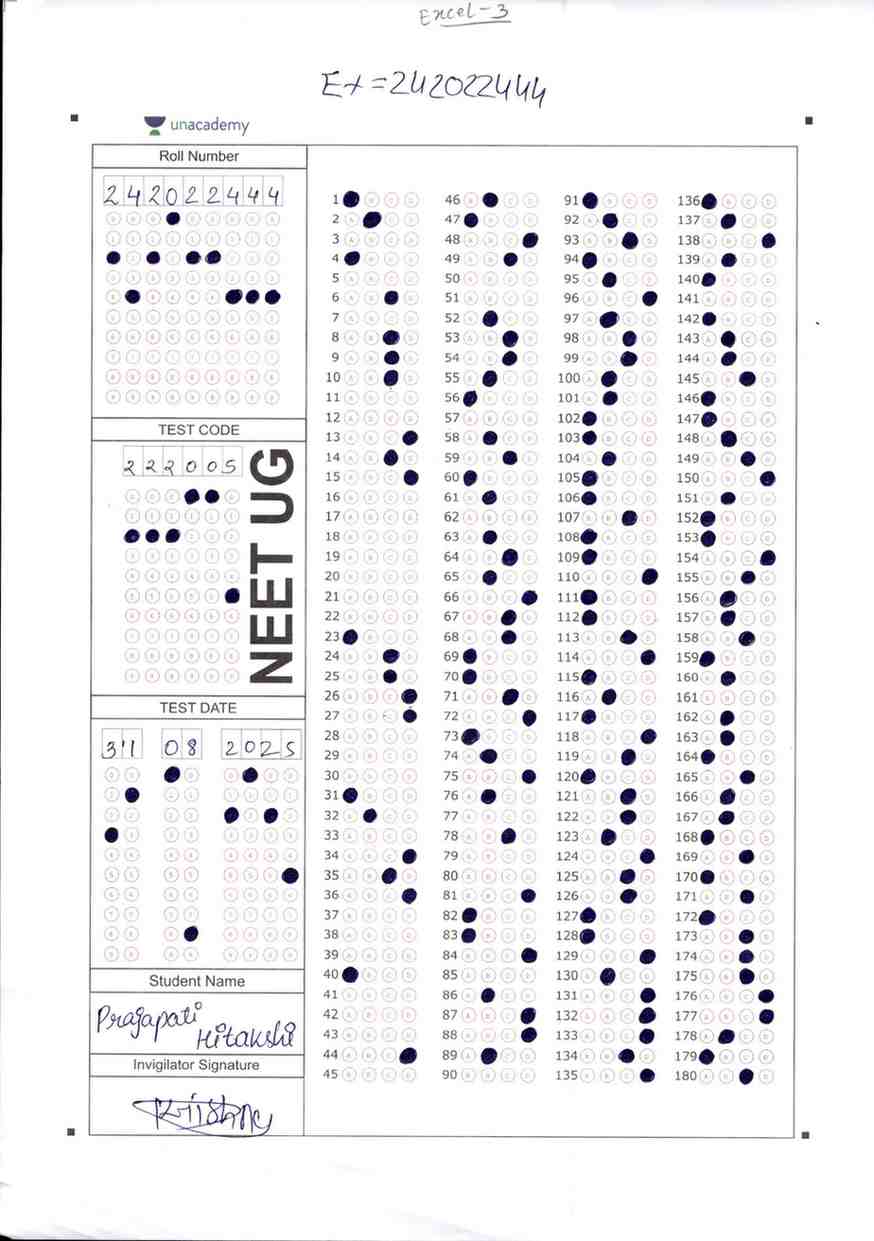 Excel-3
E+=242022444
unacademy
Roll Number
242022444
TEST CODE
222005
NEET UG
TEST DATE
31 08 2025
Student Name
Prajapati
Hitakshi
Invigilator Signature
1 46 91 136
2 47 92 137
3 48 93 138
4 49 94 139
5 50 95 140
6 51 96 141
7 52 97 142
8 53 98 143
9 54 99 144
10 55 100 145
11 56 101 146
12 57 102 147
13 58 103 148
14 59 104 149
15 60 105 150
16 61 106 151
17 62 107 152
18 63 108 153
19 64 109 154
20 65 110 155
21 66 111 156
22 67 112 157
23 68 113 158
24 69 114 159
25 70 115 160
26 71 116 161
27 72 117 162
28 73 118 163
29 74 119 164
30 75 120 165
31 76 121 166
32 77 122 167
33 78 123 168
34 79 124 169
35 80 125 170
36 81 126 171
37 82 127 172
38 83 128 173
39 84 129 174
40 85 130 175
41 86 131 176
42 87 132 177
43 88 133 178
44 89 134 179
45 90 135 180